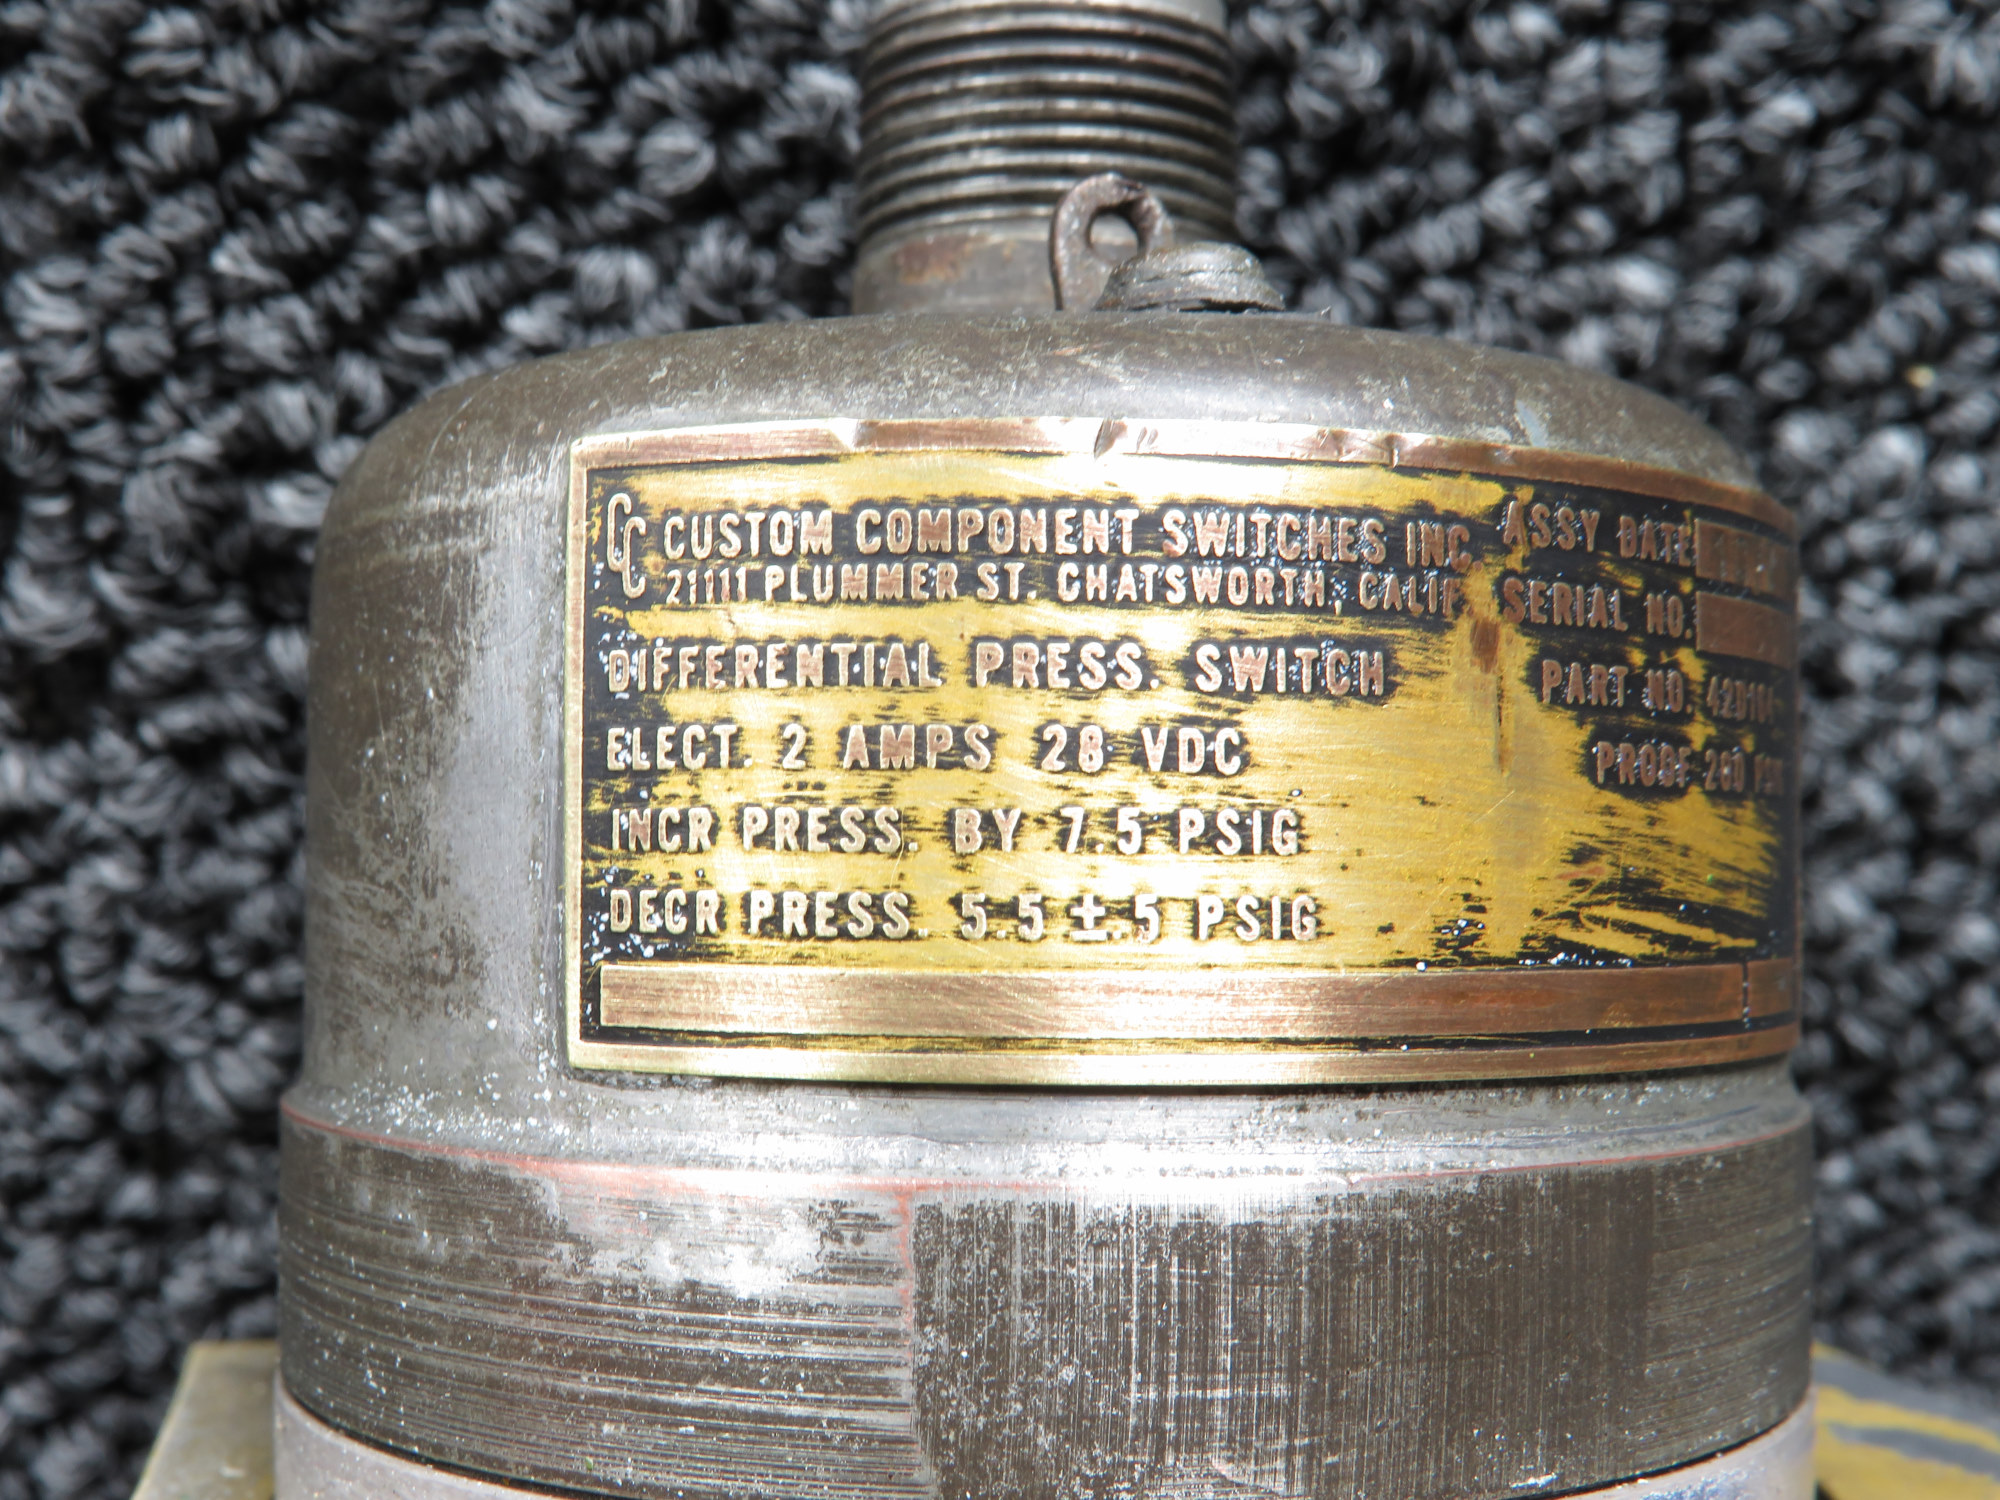 CC CUSTOM COMPONENT SWITCHES INC.
21111 PLUMMER ST. CHATSWORTH, CALIF
DIFFERENTIAL PRESS. SWITCH
ELECT. 2 AMPS 28 VDC
INCR PRESS. BY 7.5 PSIG
DECR PRESS. 5.5 ±.5 PSIG
ASSY DATE
SERIAL NO.
PART NO.
PROOF